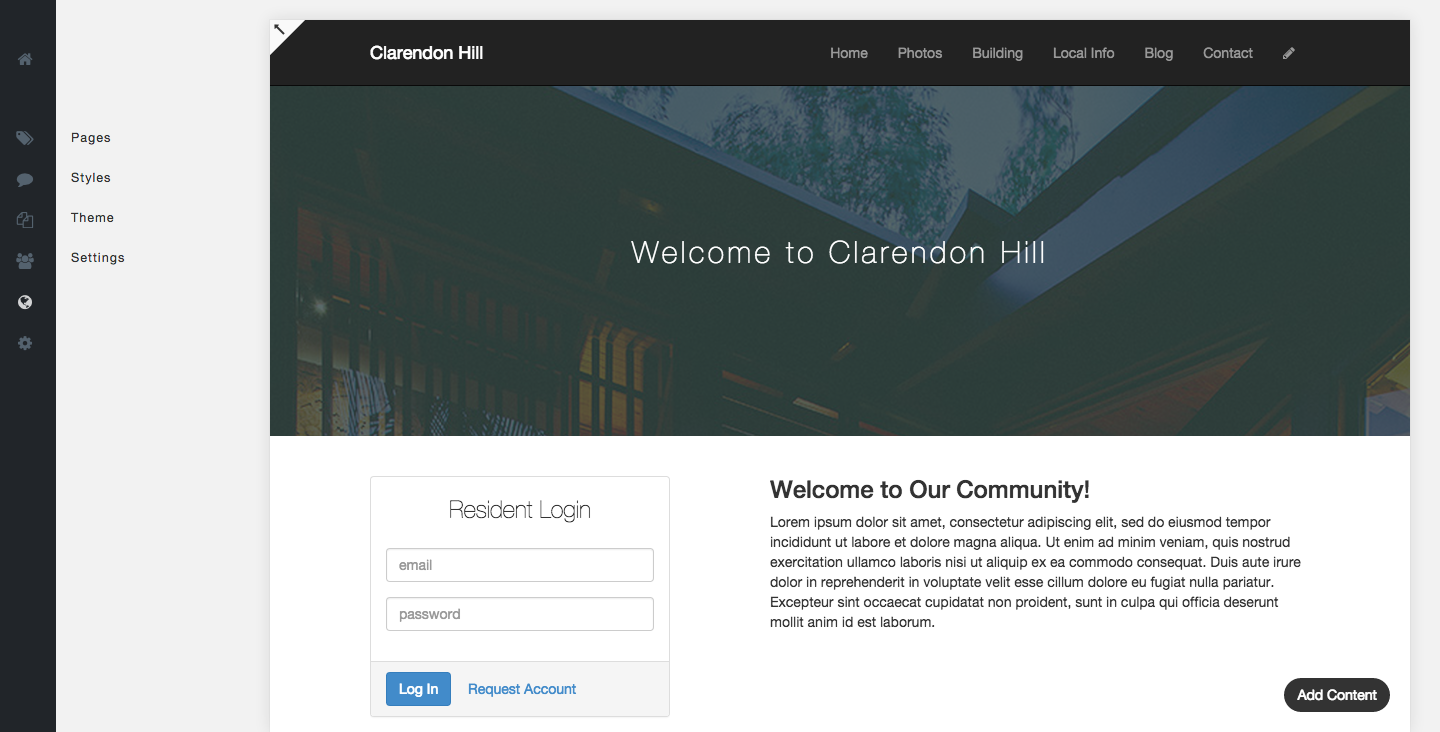 Pages
Styles
Theme
Settings
Clarendon Hill
Home Photos Building Local Info Blog Contact
Welcome to Clarendon Hill
Resident Login
email
password
Log In Request Account
Welcome to Our Community!
Lorem ipsum dolor sit amet, consectetur adipiscing elit, sed do eiusmod tempor
incididunt ut labore et dolore magna aliqua. Ut enim ad minim veniam, quis nostrud
exercitation ullamco laboris nisi ut aliquip ex ea commodo consequat. Duis aute irure
dolor in reprehenderit in voluptate velit esse cillum dolore eu fugiat nulla pariatur.
Excepteur sint occaecat cupidatat non proident, sunt in culpa qui officia deserunt
mollit anim id est laborum.
Add Content